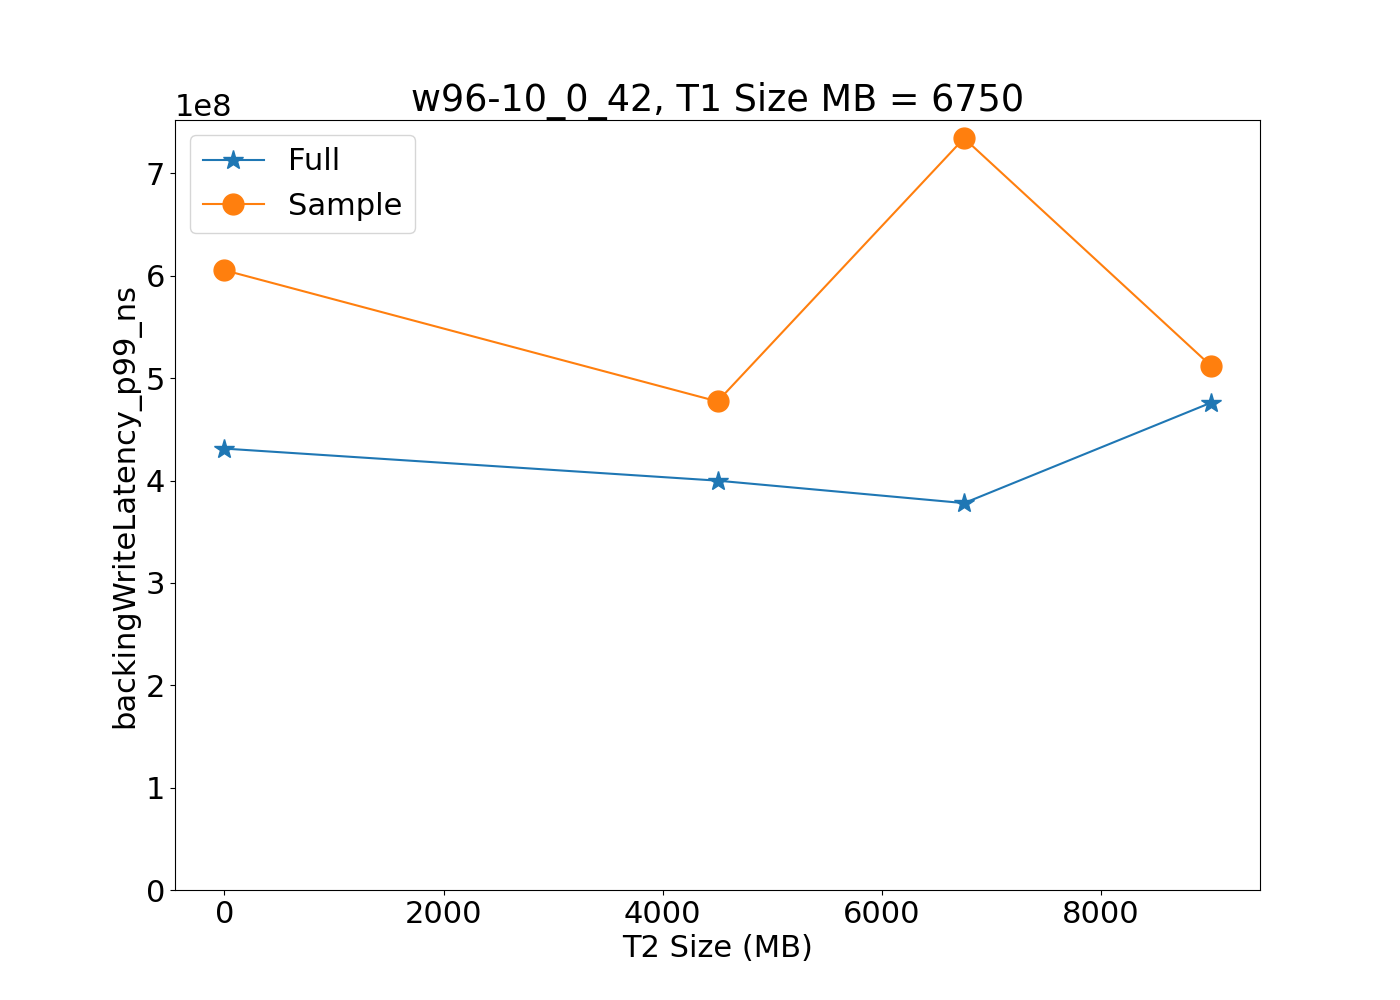 w96-10_0_42, T1 Size MB = 6750
1e8
Full
Sample
7
6
5
4
3
2
1
0
backingWriteLatency_p99_ns
0 2000 4000 6000 8000
T2 Size (MB)